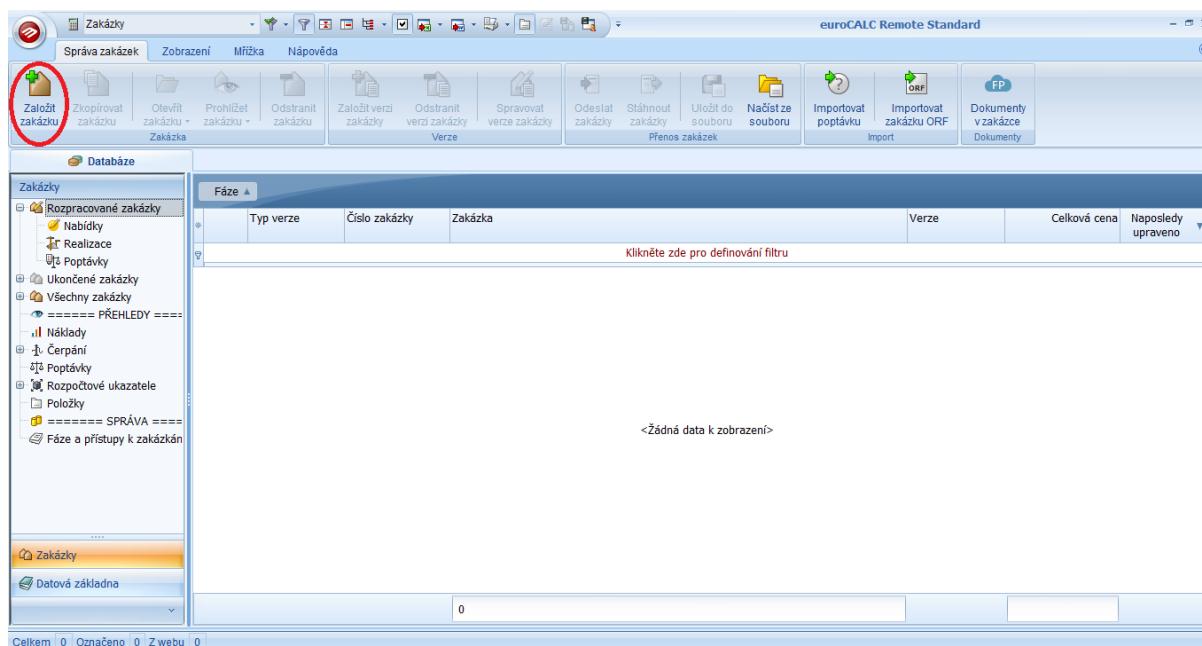 Zakázky
euroCALC Remote Standard
Správa zakázek Zobrazení Mřížka Nápověda
Založit zakázku
Zkopírovat zakázku
Otevřít zakázku
Prohlížet zakázku
Odstranit zakázku
Založit verzi zakázky
Odstranit verzi zakázky
Spravovat verze zakázky
Odeslat zakázky
Stáhnout zakázky
Uložit do souboru
Načíst ze souboru
Importovat poptávku
Importovat zakázku ORF
Dokumenty v zakázce
ORF
FP
Zakázka Verze Přenos zakázek Import Dokumenty
Databáze
Zakázky
Fáze
Rozpracované zakázky
Nabídky
Realizace
Poptávky
Ukončené zakázky
Všechny zakázky
====== PŘEHLEDY ====
Náklady
Čerpání
Poptávky
Rozpočtové ukazatele
Položky
======= SPRÁVA ====
Fáze a přístupy k zakázkán
Typ verze Číslo zakázky Zakázka Verze Celková cena Naposledy upraveno
Klikněte zde pro definování filtru
<Žádná data k zobrazení>
Zakázky
Datová základna
0
Celkem 0 Označeno 0 Z webu 0